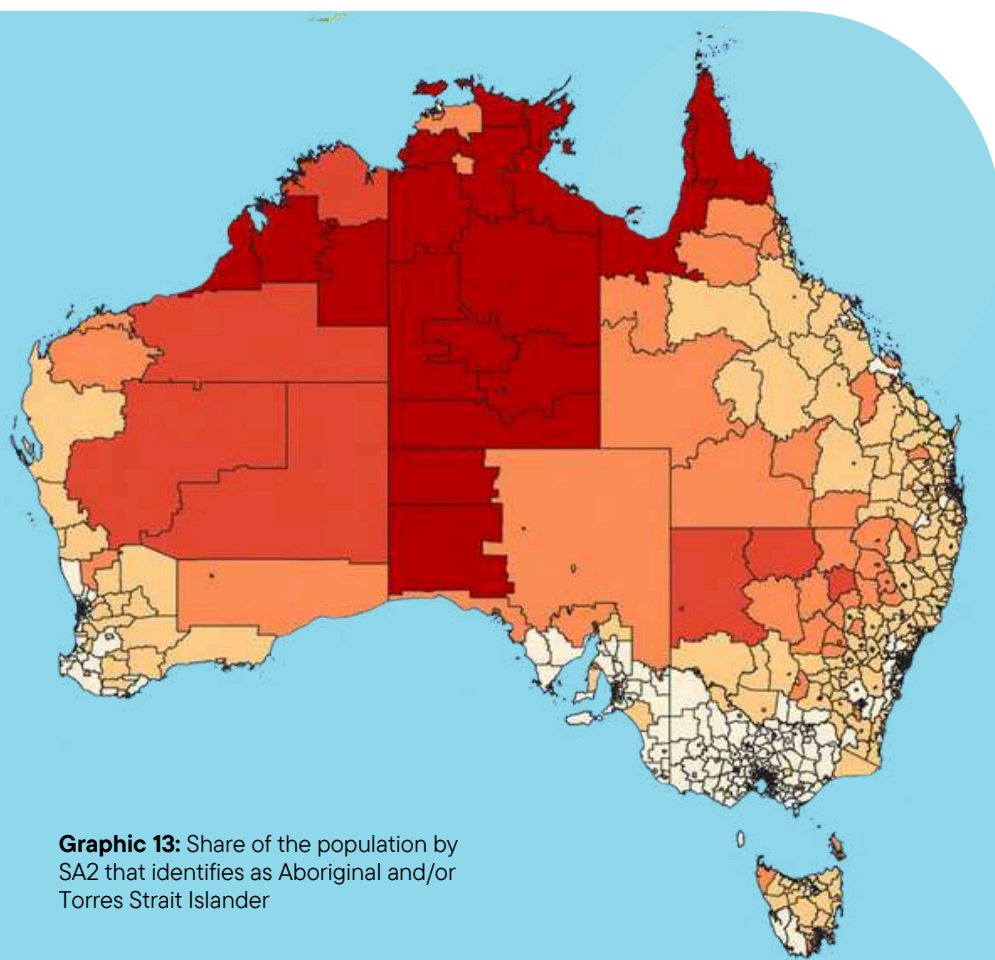 Graphic 13: Share of the population by
SA2 that identifies as Aboriginal and/or
Torres Strait Islander